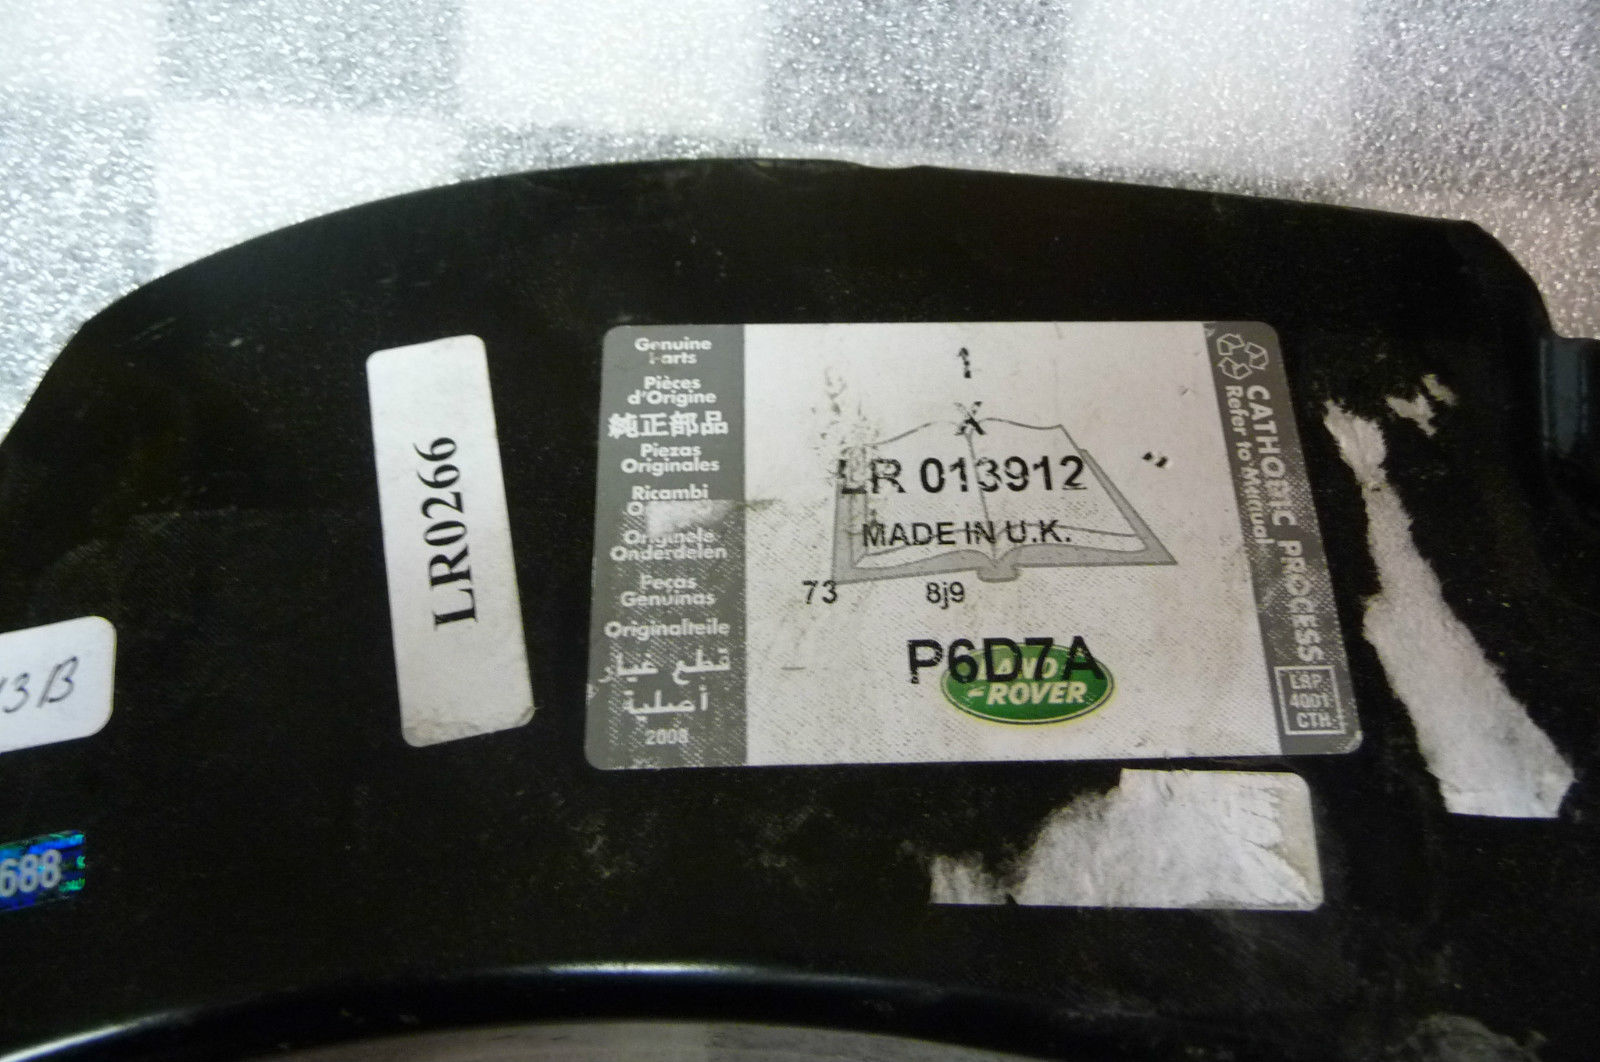 Genuine
Parts
Pièces
d'Origine
純正部品
Piezas
Originales
Ricambi
Originele
Onderdelen
Peças
Genuinas
Originalteile
قطع غيار
أصلية
2008
1
X
LR 013912
MADE IN U.K.
73 8j9
P6D7A
LAND
ROVER
CATHODIC PROCESS
Refer to Manual
LRP
4001
CTH
LR0266
13B
688